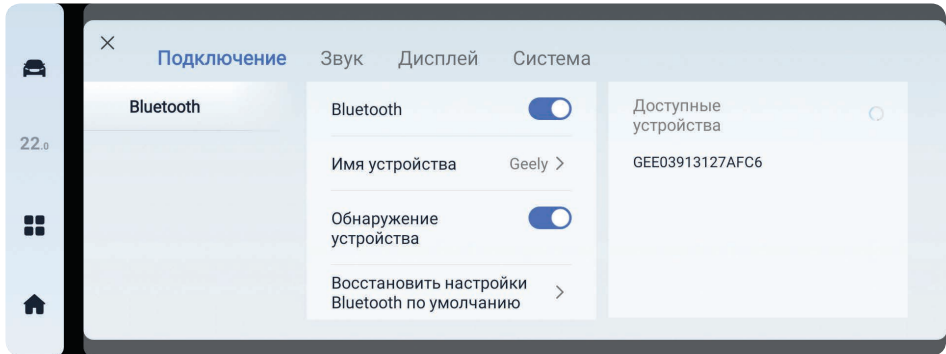 Подключение Звук Дисплей Система
22.0
Bluetooth
Bluetooth
Имя устройства Geely
Обнаружение
устройства
Восстановить настройки
Bluetooth по умолчанию
Доступные
устройства
GEE03913127AFC6